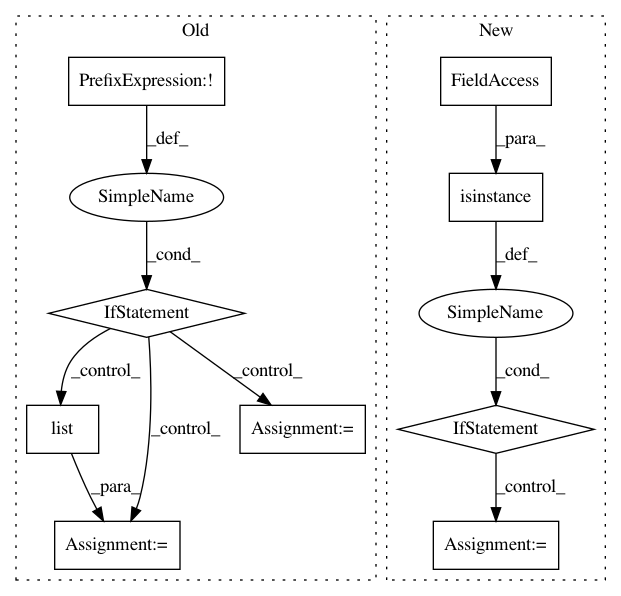 Old
PrefixExpression:!
_def_
SimpleName
_cond_
IfStatement
_control_
_control_
_control_
list
Assignment:=
_para_
Assignment:=
New
FieldAccess
_para_
isinstance
_def_
SimpleName
_cond_
IfStatement
_control_
Assignment:=